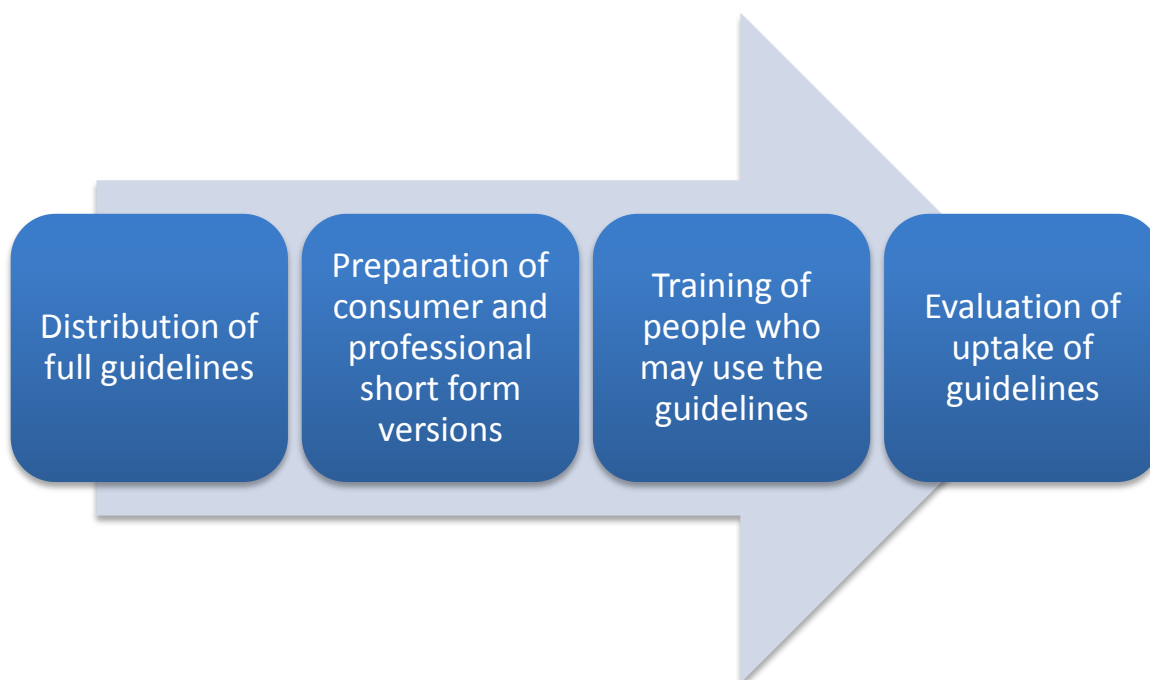 Distribution of
full guidelines
Preparation of
consumer and
professional
short form
versions
Training of
people who
may use the
guidelines
Evaluation of
uptake of
guidelines